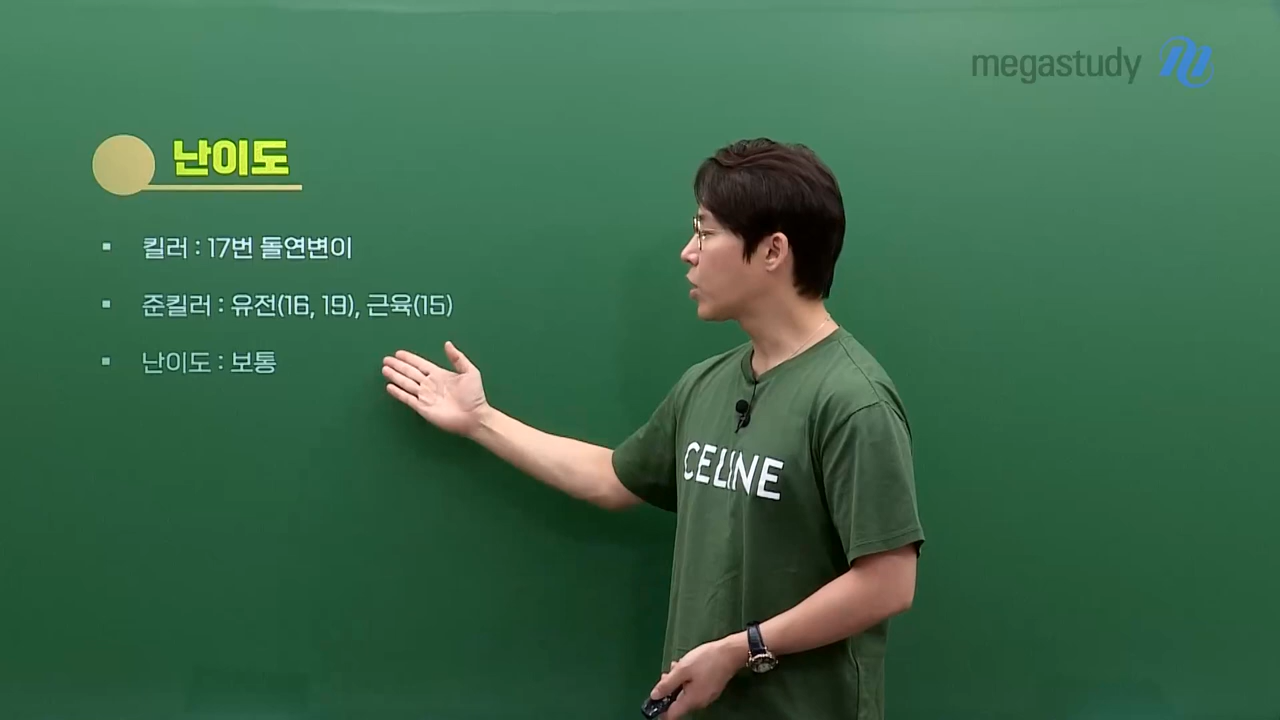 megastudy
난이도
▪ 킬러 : 17번 돌연변이
▪ 준킬러 : 유전(16, 19), 근육(15)
▪ 난이도 : 보통
CELINE